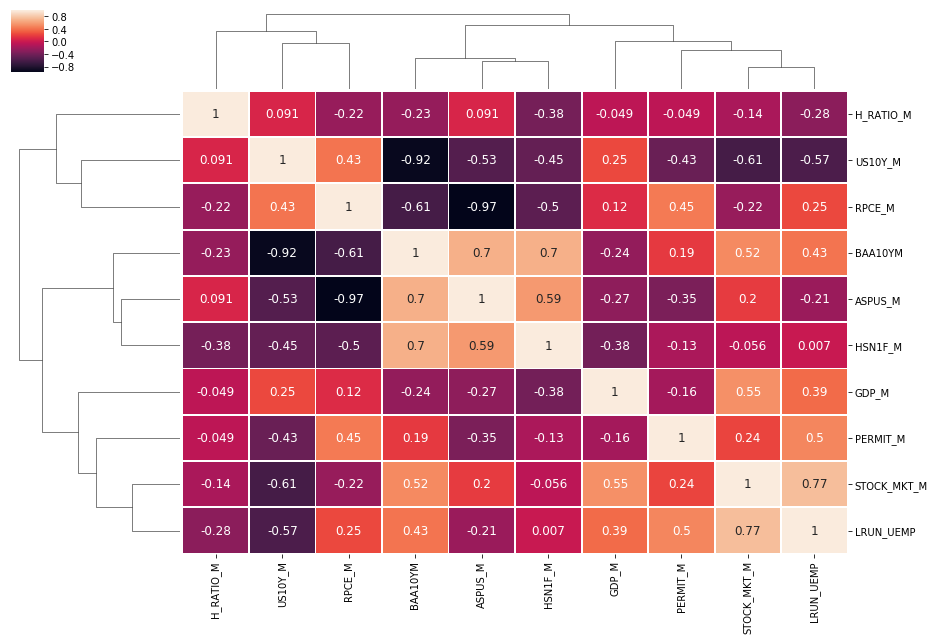 0.8
0.4
0.0
−0.4
−0.8
1 0.091 -0.22 -0.23 0.091 -0.38 -0.049 -0.049 -0.14 -0.28 H_RATIO_M
0.091 1 0.43 -0.92 -0.53 -0.45 0.25 -0.43 -0.61 -0.57 US10Y_M
-0.22 0.43 1 -0.61 -0.97 -0.5 0.12 0.45 -0.22 0.25 RPCE_M
-0.23 -0.92 -0.61 1 0.7 0.7 -0.24 0.19 0.52 0.43 BAA10YM
0.091 -0.53 -0.97 0.7 1 0.59 -0.27 -0.35 0.2 -0.21 ASPUS_M
-0.38 -0.45 -0.5 0.7 0.59 1 -0.38 -0.13 -0.056 0.007 HSN1F_M
-0.049 0.25 0.12 -0.24 -0.27 -0.38 1 -0.16 0.55 0.39 GDP_M
-0.049 -0.43 0.45 0.19 -0.35 -0.13 -0.16 1 0.24 0.5 PERMIT_M
-0.14 -0.61 -0.22 0.52 0.2 -0.056 0.55 0.24 1 0.77 STOCK_MKT_M
-0.28 -0.57 0.25 0.43 -0.21 0.007 0.39 0.5 0.77 1 LRUN_UEMP
H_RATIO_M
US10Y_M
RPCE_M
BAA10YM
ASPUS_M
HSN1F_M
GDP_M
PERMIT_M
STOCK_MKT_M
LRUN_UEMP